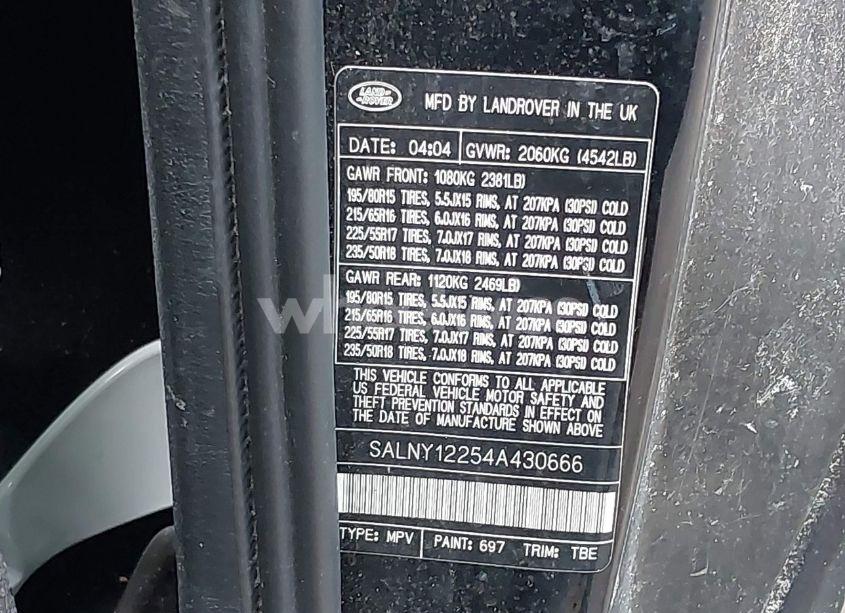 LAND-
-ROVER
MFD BY LANDROVER IN THE UK
DATE: 04:04 GVWR: 2060KG (4542LB)
GAWR FRONT: 1080KG 2381LB)
195/80R15 TIRES, 5.5JX15 RIMS, AT 207KPA (30PSI) COLD
215/65R16 TIRES, 6.0JX16 RIMS, AT 207KPA (30PSI) COLD
225/55R17 TIRES, 7.0JX17 RIMS, AT 207KPA (30PSI) COLD
235/50R18 TIRES, 7.0JX18 RIMS, AT 207KPA (30PSI) COLD
GAWR REAR: 1120KG 2469LB)
195/80R15 TIRES, 5.5JX15 RIMS, AT 207KPA (30PSI) COLD
215/65R16 TIRES, 6.0JX16 RIMS, AT 207KPA (30PSI) COLD
225/55R17 TIRES, 7.0JX17 RIMS, AT 207KPA (30PSI) COLD
235/50R18 TIRES, 7.0JX18 RIMS, AT 207KPA (30PSI) COLD
THIS VEHICLE CONFORMS TO ALL APPLICABLE
US FEDERAL VEHICLE MOTOR SAFETY AND
THEFT PREVENTION STANDARDS IN EFFECT ON
THE DATE OF MANUFACTURE SHOWN ABOVE
SALNY12254A430666
TYPE: MPV PAINT: 697 TRIM: TBE